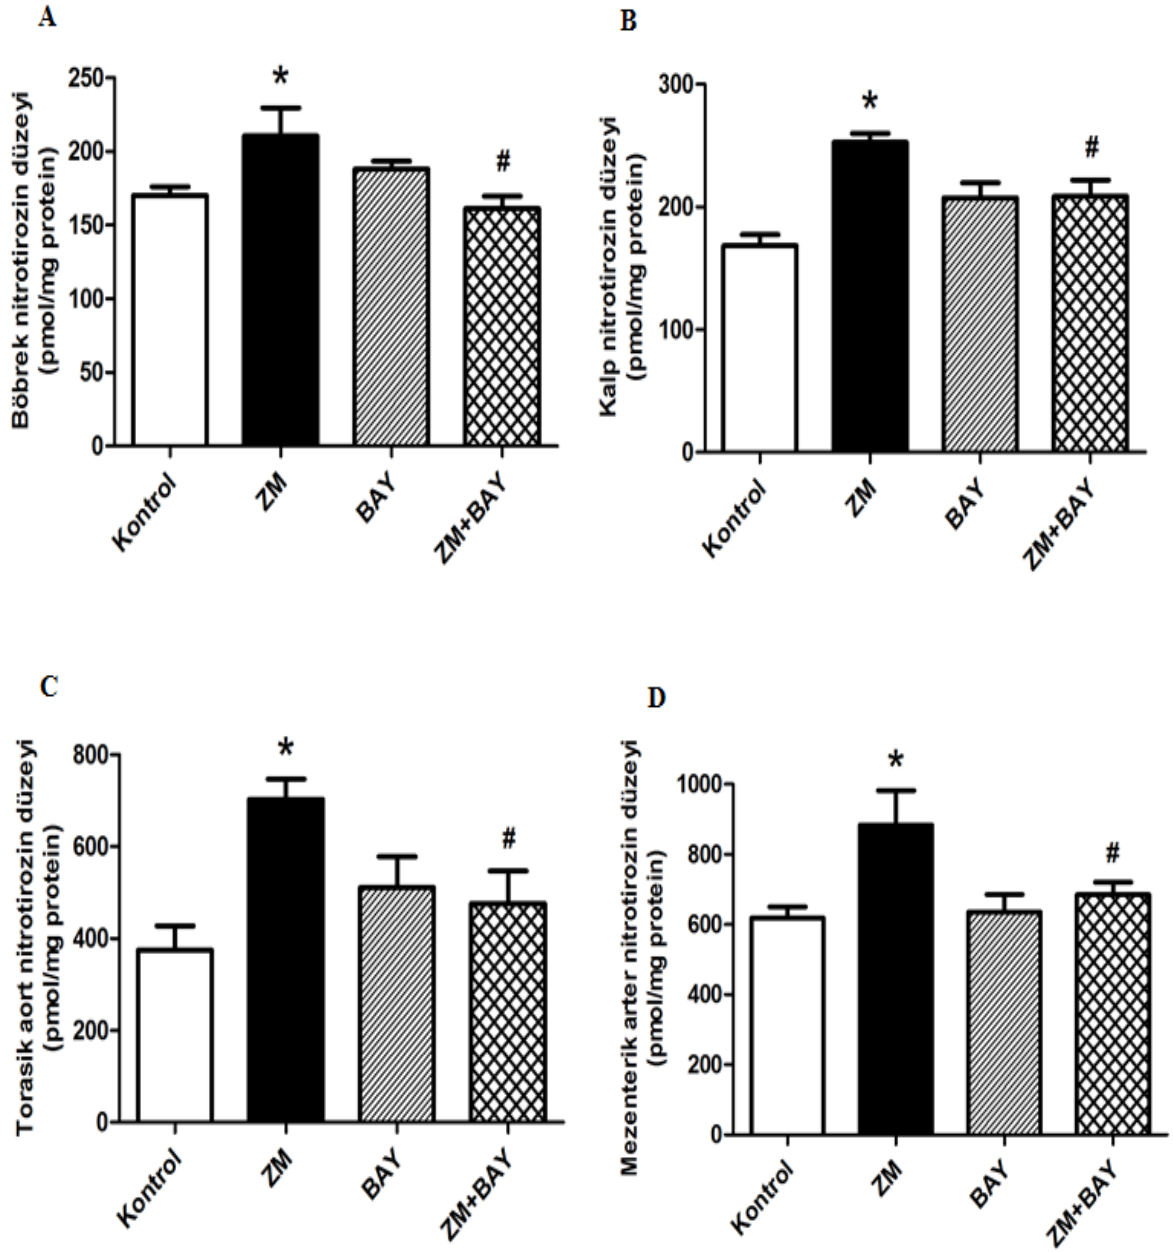 A
Böbrek nitrotirozin düzeyi
(pmol/mg protein)
250
200
150
100
50
0
*
#
Kontrol
ZM
BAY
ZM+BAY
B
Kalp nitrotirozin düzeyi
(pmol/mg protein)
300
200
100
0
*
#
Kontrol
ZM
BAY
ZM+BAY
C
Torasik aort nitrotirozin düzeyi
(pmol/mg protein)
800
600
400
200
0
*
#
Kontrol
ZM
BAY
ZM+BAY
D
Mezenterik arter nitrotirozin düzeyi
(pmol/mg protein)
1000
800
600
400
200
0
*
#
Kontrol
ZM
BAY
ZM+BAY